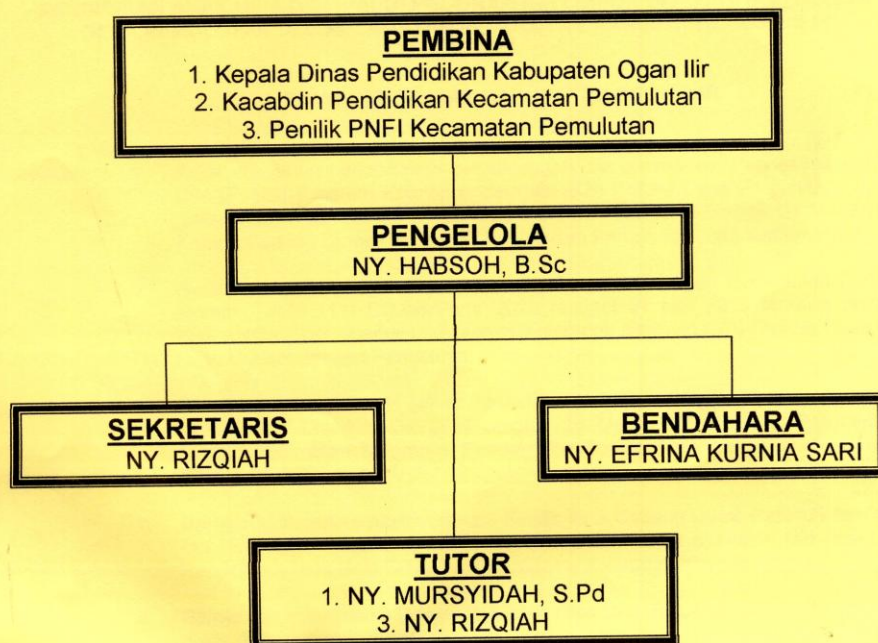 PEMBINA
1. Kepala Dinas Pendidikan Kabupaten Ogan Ilir
2. Kacabdin Pendidikan Kecamatan Pemulutan
3. Penilik PNFI Kecamatan Pemulutan
PENGELOLA
NY. HABSOH, B.Sc
SEKRETARIS
NY. RIZQIAH
BENDAHARA
NY. EFRINA KURNIA SARI
TUTOR
1. NY. MURSYIDAH, S.Pd
3. NY. RIZQIAH